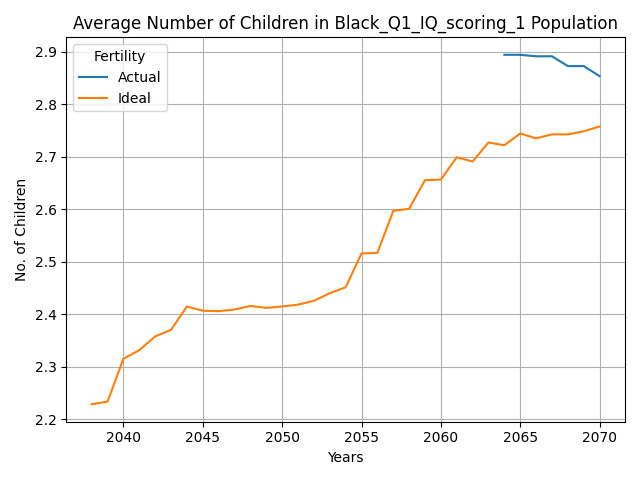 Average Number of Children in Black_Q1_IQ_scoring_1 Population
Fertility
Actual
Ideal
No. of Children
2.9
2.8
2.7
2.6
2.5
2.4
2.3
2.2
2040 2045 2050 2055 2060 2065 2070
Years